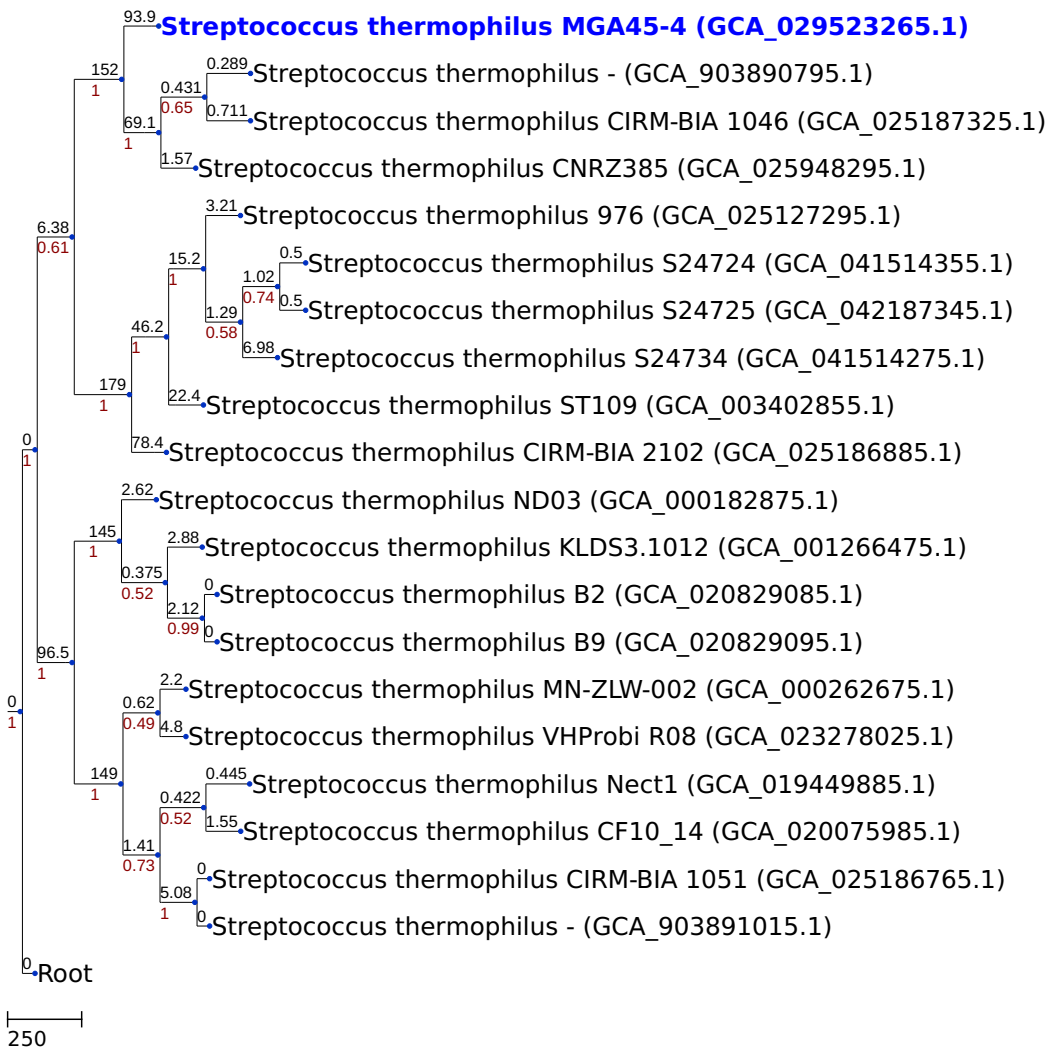 93.9
Streptococcus thermophilus MGA45-4 (GCA_029523265.1)
152
1
0.289
Streptococcus thermophilus - (GCA_903890795.1)
0.431
0.65
0.711
Streptococcus thermophilus CIRM-BIA 1046 (GCA_025187325.1)
69.1
1
1.57
Streptococcus thermophilus CNRZ385 (GCA_025948295.1)
6.38
0.61
3.21
Streptococcus thermophilus 976 (GCA_025127295.1)
15.2
1
0.5
Streptococcus thermophilus S24724 (GCA_041514355.1)
1.02
0.74
0.5
Streptococcus thermophilus S24725 (GCA_042187345.1)
1.29
0.58
46.2
1
6.98
Streptococcus thermophilus S24734 (GCA_041514275.1)
179
1
22.4
Streptococcus thermophilus ST109 (GCA_003402855.1)
0
1
78.4
Streptococcus thermophilus CIRM-BIA 2102 (GCA_025186885.1)
2.62
Streptococcus thermophilus ND03 (GCA_000182875.1)
145
1
2.88
Streptococcus thermophilus KLDS3.1012 (GCA_001266475.1)
0.375
0.52
0
Streptococcus thermophilus B2 (GCA_020829085.1)
2.12
0.99
0
Streptococcus thermophilus B9 (GCA_020829095.1)
96.5
1
2.2
Streptococcus thermophilus MN-ZLW-002 (GCA_000262675.1)
0.62
0.49
0
1
4.8
Streptococcus thermophilus VHProbi R08 (GCA_023278025.1)
149
1
0.445
Streptococcus thermophilus Nect1 (GCA_019449885.1)
0.422
0.52
1.55
Streptococcus thermophilus CF10_14 (GCA_020075985.1)
1.41
0.73
0
Streptococcus thermophilus CIRM-BIA 1051 (GCA_025186765.1)
5.08
1
0
Streptococcus thermophilus - (GCA_903891015.1)
0
Root
250